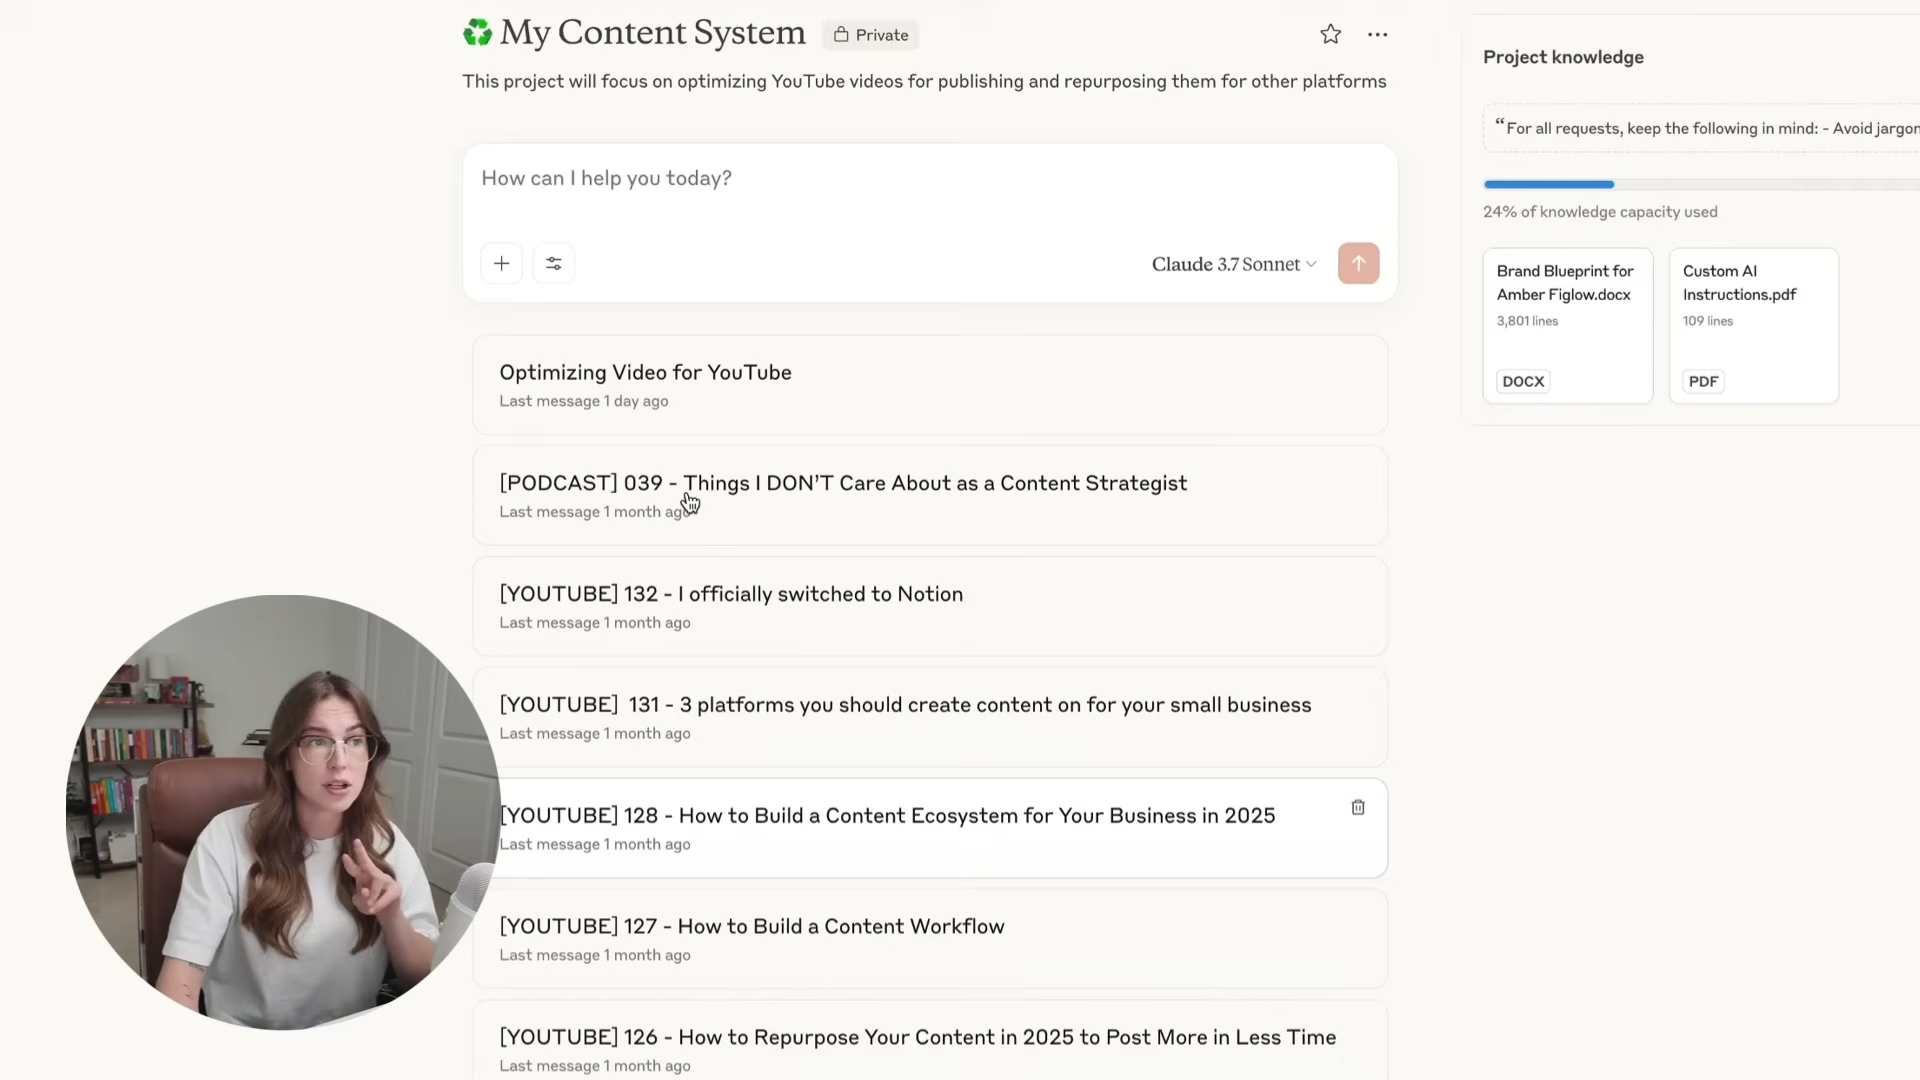 My Content System
Private
This project will focus on optimizing YouTube videos for publishing and repurposing them for other platforms
How can I help you today?
Claude 3.7 Sonnet
Optimizing Video for YouTube
Last message 1 day ago
[PODCAST] 039 - Things I DON'T Care About as a Content Strategist
Last message 1 month ago
[YOUTUBE] 132 - I officially switched to Notion
Last message 1 month ago
[YOUTUBE] 131 - 3 platforms you should create content on for your small business
Last message 1 month ago
[YOUTUBE] 128 - How to Build a Content Ecosystem for Your Business in 2025
Last message 1 month ago
[YOUTUBE] 127 - How to Build a Content Workflow
Last message 1 month ago
[YOUTUBE] 126 - How to Repurpose Your Content in 2025 to Post More in Less Time
Last message 1 month ago
Project knowledge
“For all requests, keep the following in mind: - Avoid jargon
24% of knowledge capacity used
Brand Blueprint for
Amber Figlow.docx
3,801 lines
DOCX
Custom AI
Instructions.pdf
109 lines
PDF